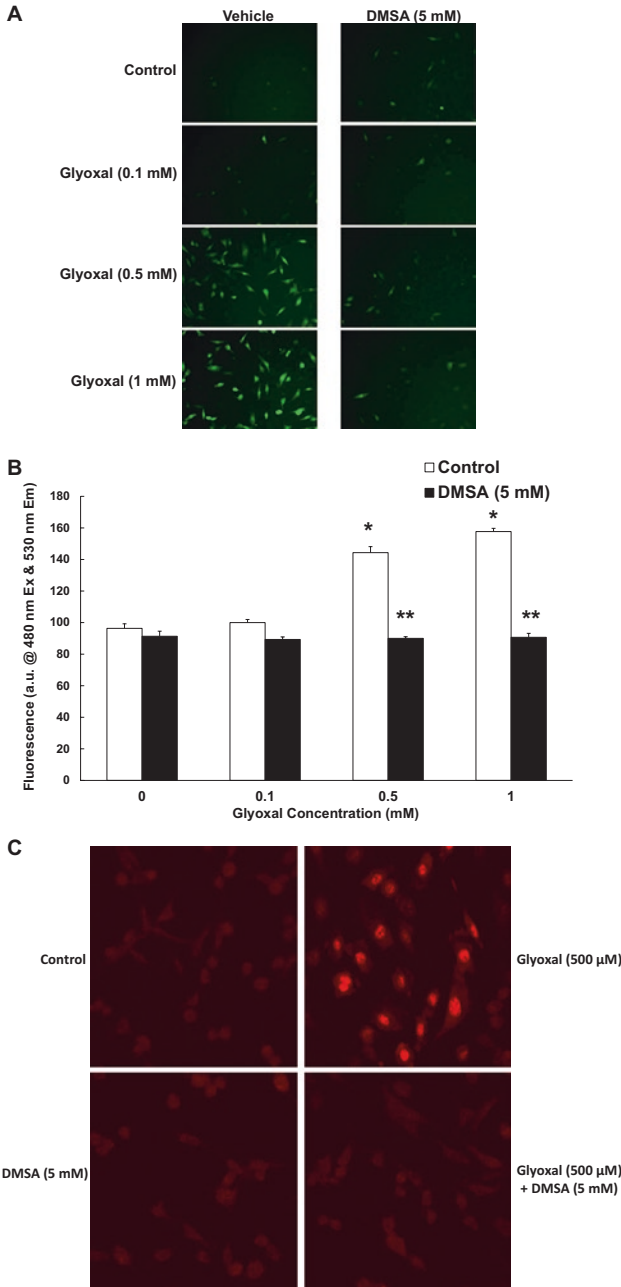 A
Vehicle DMSA (5 mM)
Control
Glyoxal (0.1 mM)
Glyoxal (0.5 mM)
Glyoxal (1 mM)
B
Control
DMSA (5 mM)
Fluorescence (a.u. @ 480 nm Ex & 530 nm Em)
180
160
140
120
100
80
60
40
20
0
* *
** **
0 0.1 0.5 1
Glyoxal Concentration (mM)
C
Control
Glyoxal (500 µM)
DMSA (5 mM)
Glyoxal (500 µM)
+ DMSA (5 mM)